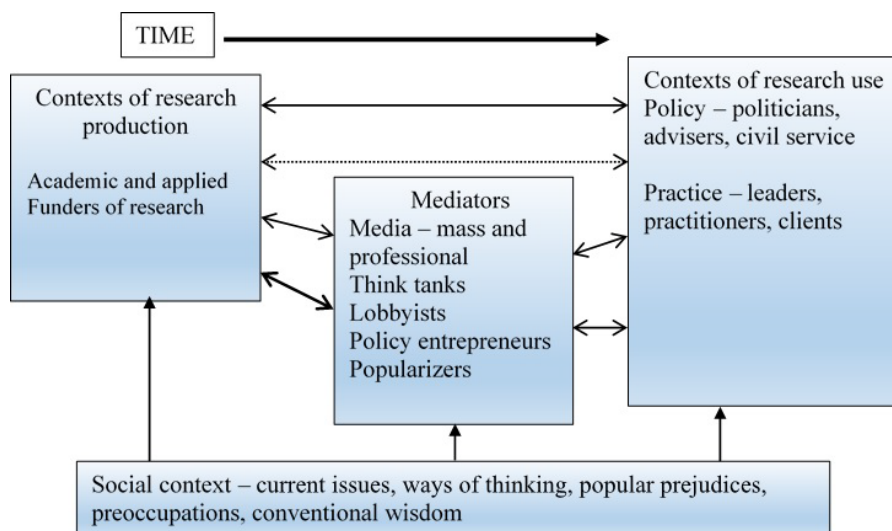 TIME
Contexts of research
production
Academic and applied
Funders of research
Mediators
Media – mass and
professional
Think tanks
Lobbyists
Policy entrepreneurs
Popularizers
Contexts of research use
Policy – politicians,
advisers, civil service
Practice – leaders,
practitioners, clients
Social context – current issues, ways of thinking, popular prejudices,
preoccupations, conventional wisdom